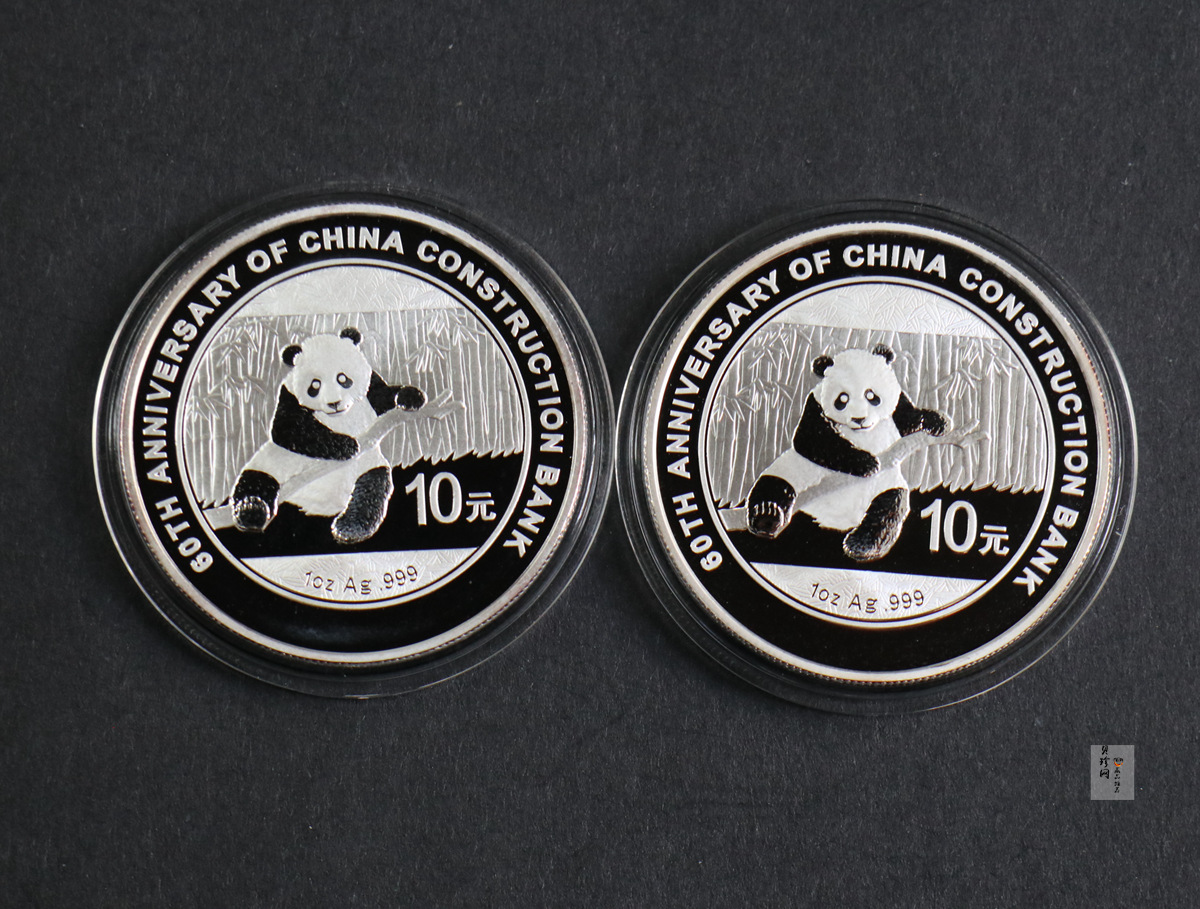 60TH ANNIVERSARY OF CHINA CONSTRUCTION BANK
10元
1oz Ag .999
60TH ANNIVERSARY OF CHINA CONSTRUCTION BANK
10元
1oz Ag .999